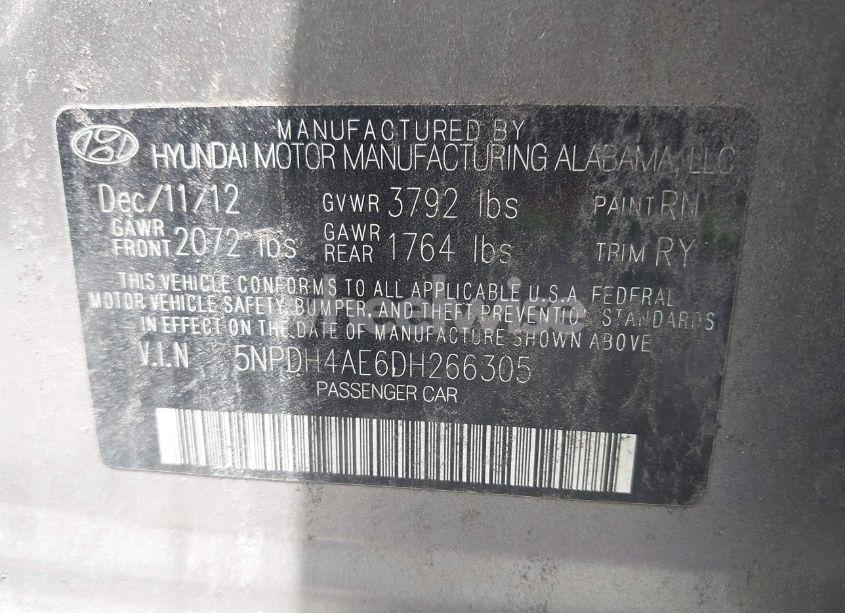 MANUFACTURED BY
HYUNDAI MOTOR MANUFACTURING ALABAMA, LLC
Dec/11/12 GVWR 3792 lbs PAINT RN
GAWR FRONT 2072 lbs GAWR REAR 1764 lbs TRIM RY
THIS VEHICLE CONFORMS TO ALL APPLICABLE U.S.A. FEDERAL
MOTOR VEHICLE SAFETY, BUMPER, AND THEFT PREVENTION STANDARDS
IN EFFECT ON THE DATE OF MANUFACTURE SHOWN ABOVE
V.I.N 5NPDH4AE6DH266305
PASSENGER CAR